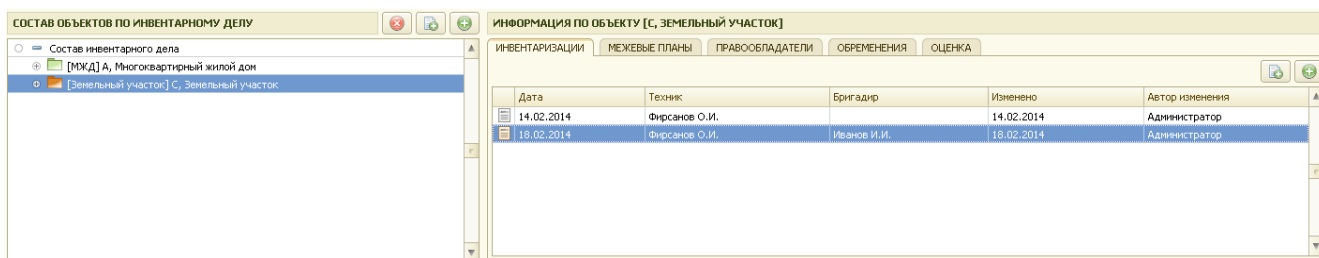 СОСТАВ ОБЪЕКТОВ ПО ИНВЕНТАРНОМУ ДЕЛУ
Состав инвентарного дела
[МЖД] А, Многоквартирный жилой дом
[Земельный участок] С, Земельный участок
ИНФОРМАЦИЯ ПО ОБЪЕКТУ [С, ЗЕМЕЛЬНЫЙ УЧАСТОК]
ИНВЕНТАРИЗАЦИИ МЕЖЕВЫЕ ПЛАНЫ ПРАВООБЛАДАТЕЛИ ОБРЕМЕНЕНИЯ ОЦЕНКА
Дата Техник Бригадир Изменено Автор изменения
14.02.2014 Фирсанов О.И. 14.02.2014 Администратор
18.02.2014 Фирсанов О.И. Иванов И.И. 18.02.2014 Администратор